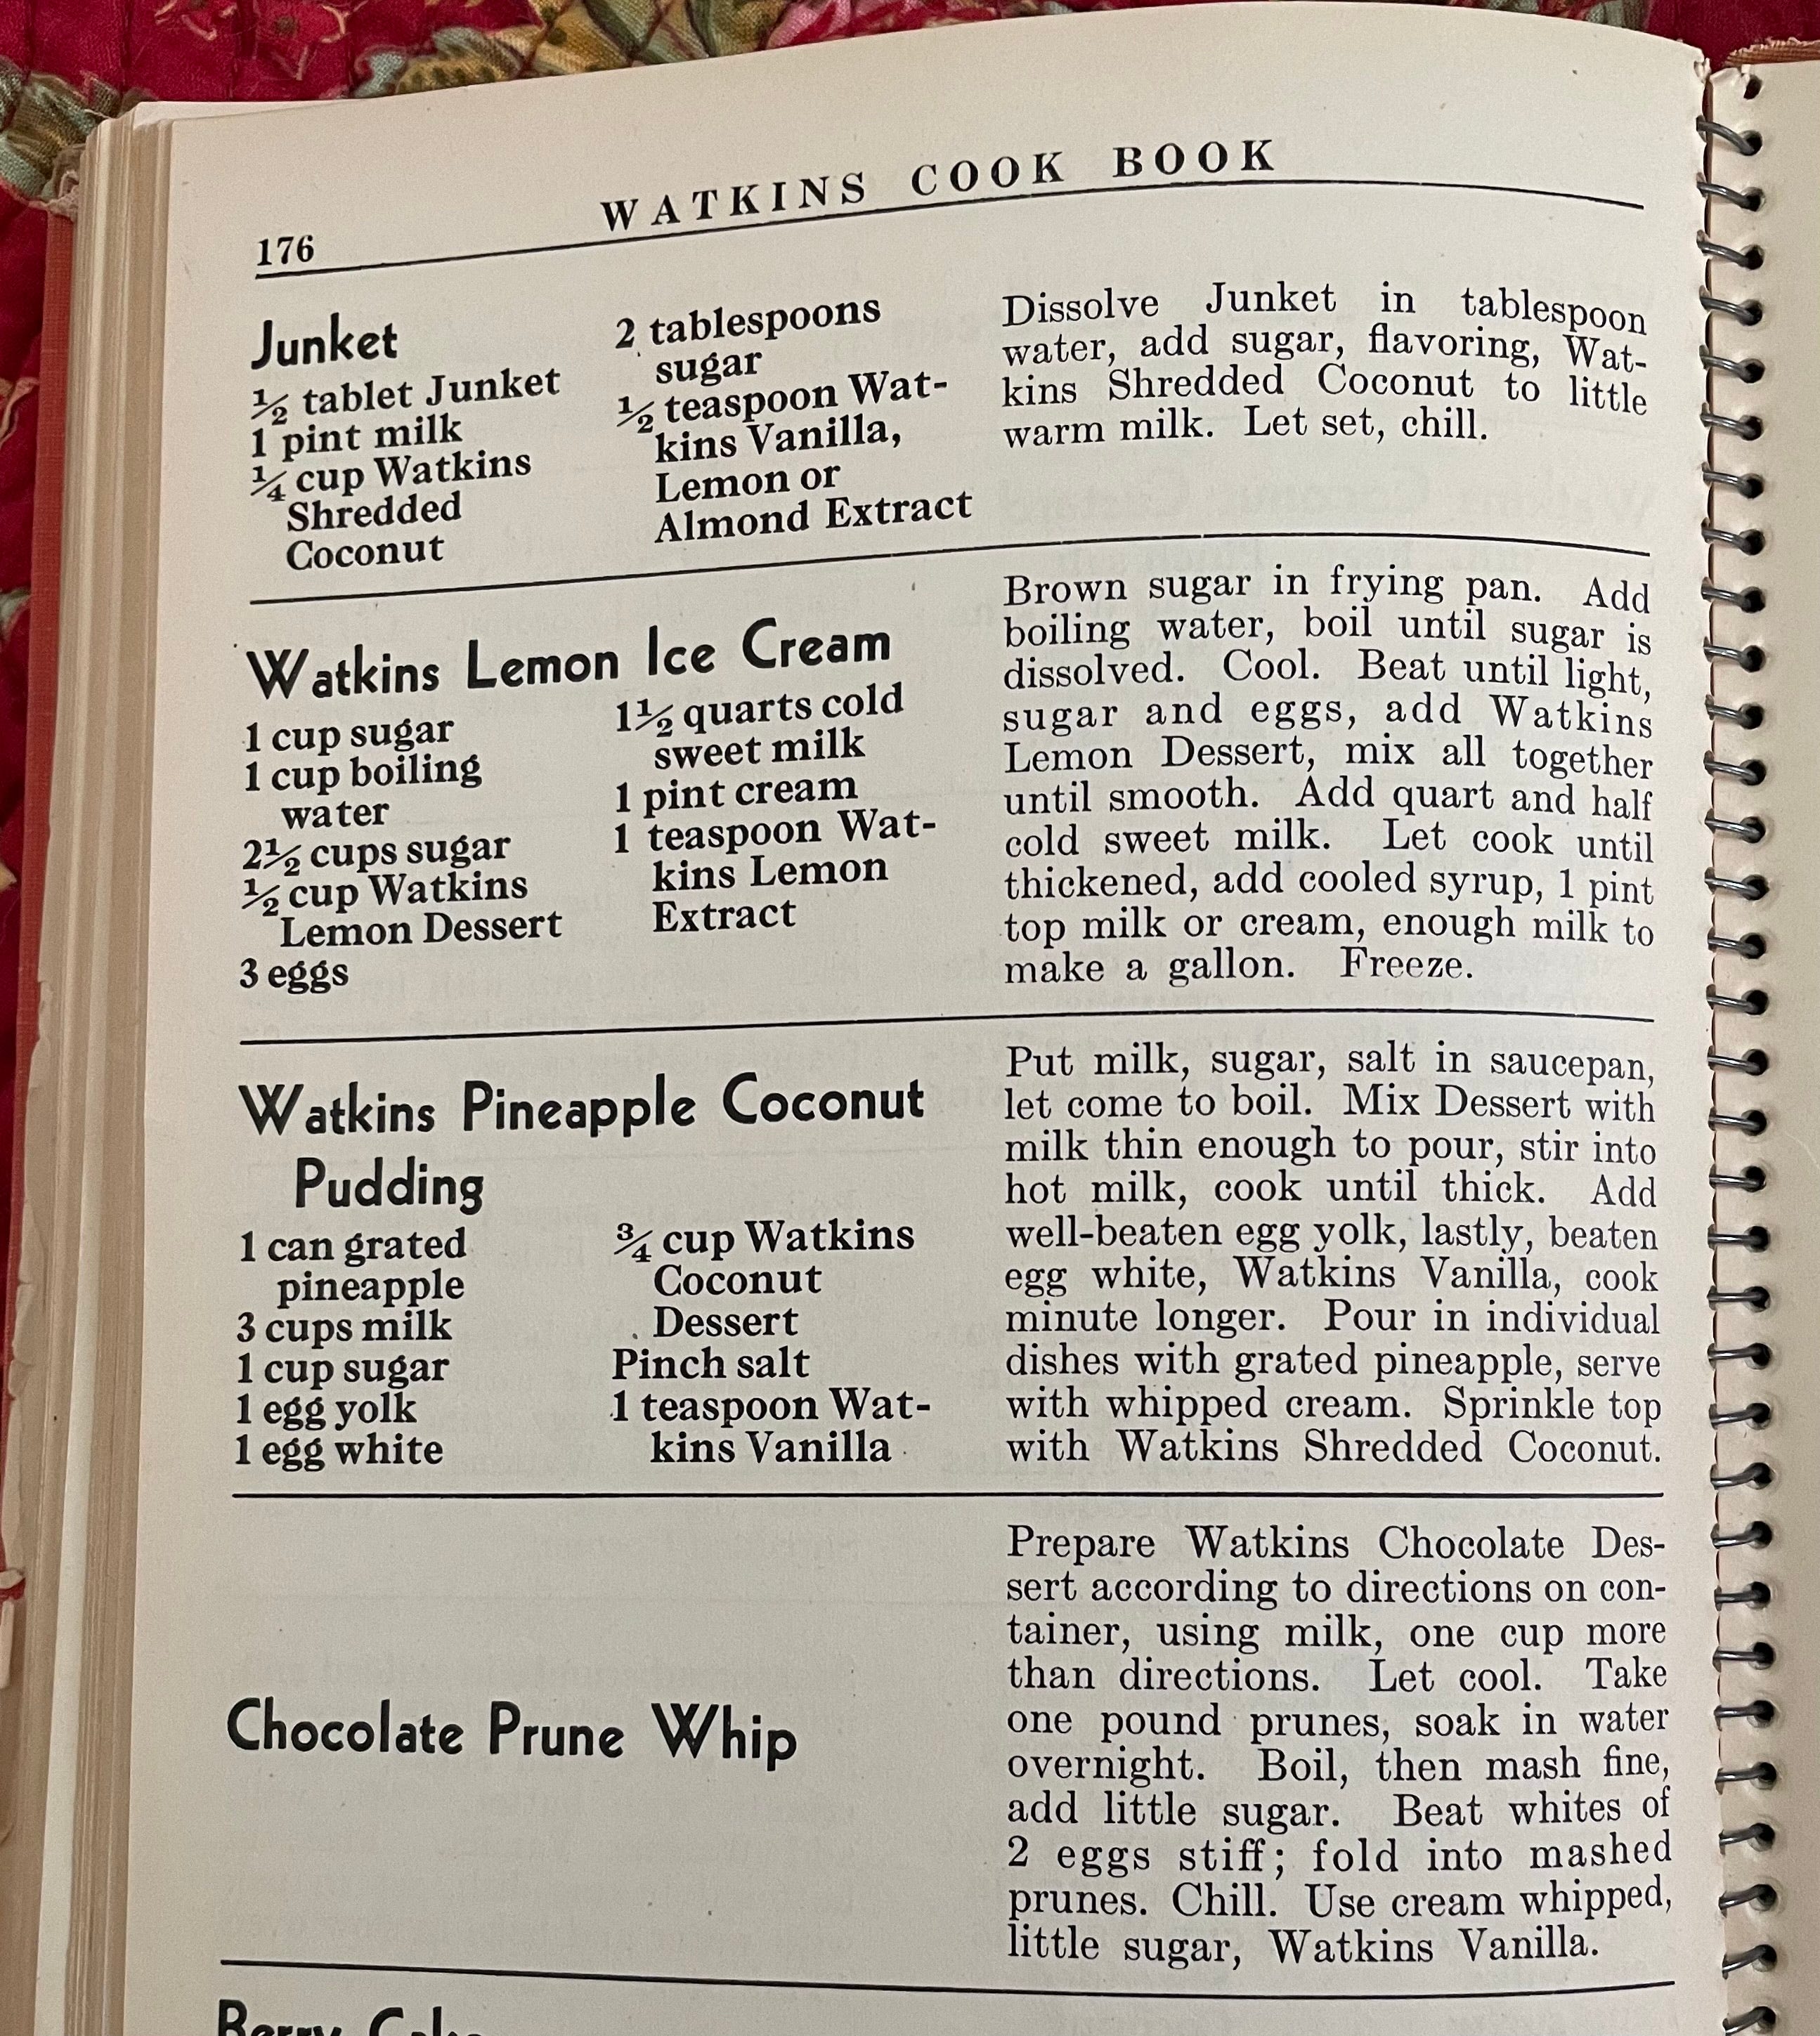 WATKINS COOK BOOK
176
Junket
½ tablet Junket
1 pint milk
¼ cup Watkins
Shredded
Coconut
2 tablespoons
sugar
½ teaspoon Wat-
kins Vanilla,
Lemon or
Almond Extract
Dissolve Junket in tablespoon
water, add sugar, flavoring, Wat-
kins Shredded Coconut to little
warm milk. Let set, chill.
Watkins Lemon Ice Cream
1 cup sugar
1 cup boiling
water
2½ cups sugar
½ cup Watkins
Lemon Dessert
3 eggs
1½ quarts cold
sweet milk
1 pint cream
1 teaspoon Wat-
kins Lemon
Extract
Brown sugar in frying pan. Add
boiling water, boil until sugar is
dissolved. Cool. Beat until light,
sugar and eggs, add Watkins
Lemon Dessert, mix all together
until smooth. Add quart and half
cold sweet milk. Let cook until
thickened, add cooled syrup, 1 pint
top milk or cream, enough milk to
make a gallon. Freeze.
Watkins Pineapple Coconut
Pudding
1 can grated
pineapple
3 cups milk
1 cup sugar
1 egg yolk
1 egg white
¾ cup Watkins
Coconut
Dessert
Pinch salt
1 teaspoon Wat-
kins Vanilla
Put milk, sugar, salt in saucepan,
let come to boil. Mix Dessert with
milk thin enough to pour, stir into
hot milk, cook until thick. Add
well-beaten egg yolk, lastly, beaten
egg white, Watkins Vanilla, cook
minute longer. Pour in individual
dishes with grated pineapple, serve
with whipped cream. Sprinkle top
with Watkins Shredded Coconut.
Chocolate Prune Whip
Prepare Watkins Chocolate Des-
sert according to directions on con-
tainer, using milk, one cup more
than directions. Let cool. Take
one pound prunes, soak in water
overnight. Boil, then mash fine,
add little sugar. Beat whites of
2 eggs stiff; fold into mashed
prunes. Chill. Use cream whipped,
little sugar, Watkins Vanilla.
Berry Cake